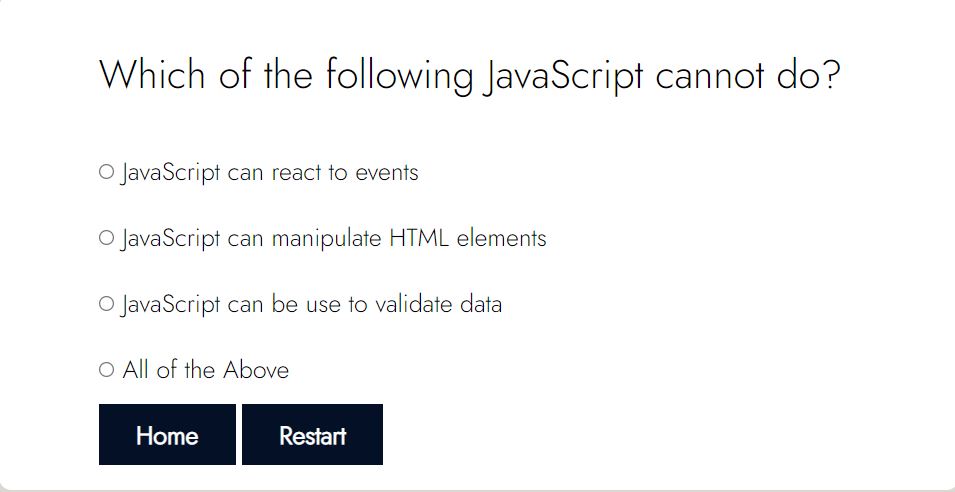 Which of the following JavaScript cannot do?
JavaScript can react to events
JavaScript can manipulate HTML elements
JavaScript can be use to validate data
All of the Above
Home Restart